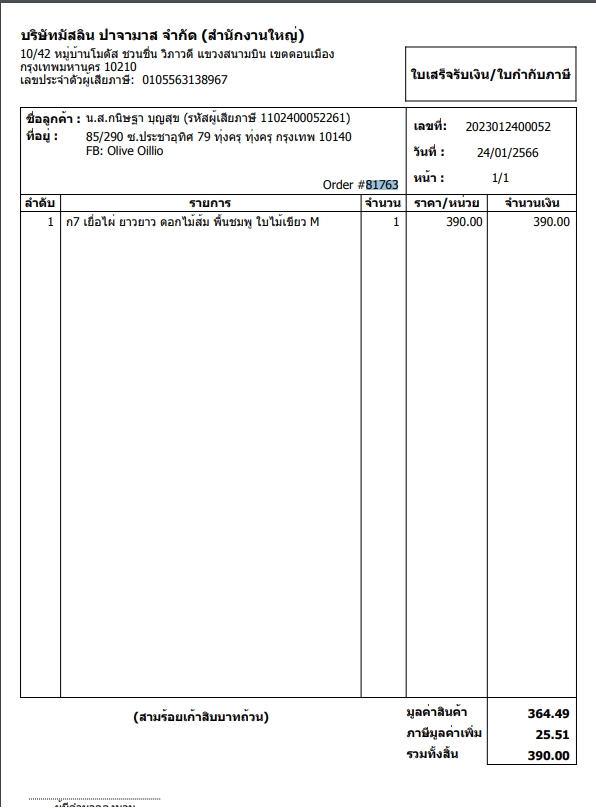 บริษัทมัสลิน ปาจามาส จำกัด (สำนักงานใหญ่)
10/42 หมู่บ้านโมดัส ชวนชื่น วิภาวดี แขวงสนามบิน เขตดอนเมือง
กรุงเทพมหานคร 10210
เลขประจำตัวผู้เสียภาษี: 0105563138967
ใบเสร็จรับเงิน/ใบกำกับภาษี
ชื่อลูกค้า : น.ส.กนิษฐา บุญสุข (รหัสผู้เสียภาษี 1102400052261)
ที่อยู่ : 85/290 ซ.ประชาอุทิศ 79 ทุ่งครุ ทุ่งครุ กรุงเทพ 10140
FB: Olive Oillio
Order #81763
เลขที่: 2023012400052
วันที่ : 24/01/2566
หน้า : 1/1
ลำดับ รายการ จำนวน ราคา/หน่วย จำนวนเงิน
1 ก7 เยื่อไผ่ ยาวยาว ดอกไม้ส้ม พื้นชมพู ใบไม้เขียว M 1 390.00 390.00
(สามร้อยเก้าสิบบาทถ้วน)
มูลค่าสินค้า 364.49
ภาษีมูลค่าเพิ่ม 25.51
รวมทั้งสิ้น 390.00